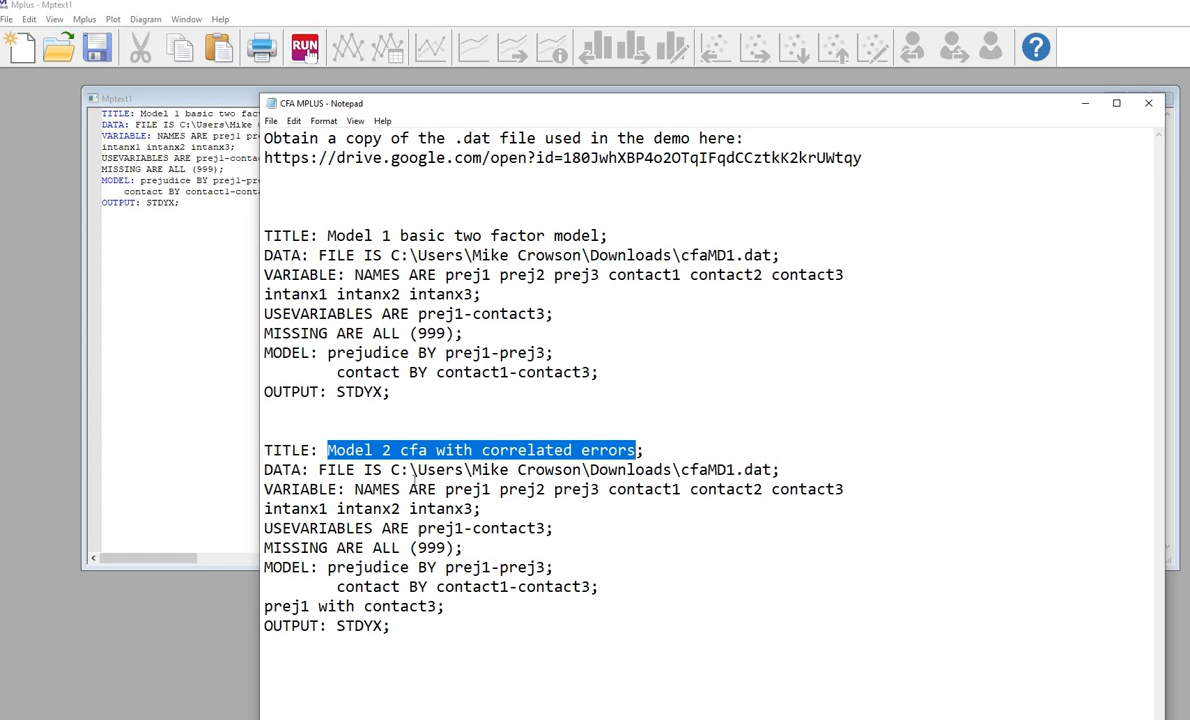 Mplus - Mptext1
File Edit View Mplus Plot Diagram Window Help
RUN
Mptext1
TITLE: Model 1 basic two fac
DATA: FILE IS C:\Users\Mike
VARIABLE: NAMES ARE prej1 pre
intanx1 intanx2 intanx3;
USEVARIABLES ARE prej1-conta
MISSING ARE ALL (999);
MODEL: prejudice BY prej1-pre
contact BY contact1-cont
OUTPUT: STDYX;
CFA MPLUS - Notepad
File Edit Format View Help
Obtain a copy of the .dat file used in the demo here:
https://drive.google.com/open?id=180JwhXBP4o2OTqIFqdCCztkK2krUWtqy
TITLE: Model 1 basic two factor model;
DATA: FILE IS C:\Users\Mike Crowson\Downloads\cfaMD1.dat;
VARIABLE: NAMES ARE prej1 prej2 prej3 contact1 contact2 contact3
intanx1 intanx2 intanx3;
USEVARIABLES ARE prej1-contact3;
MISSING ARE ALL (999);
MODEL: prejudice BY prej1-prej3;
contact BY contact1-contact3;
OUTPUT: STDYX;
TITLE: Model 2 cfa with correlated errors;
DATA: FILE IS C:\Users\Mike Crowson\Downloads\cfaMD1.dat;
VARIABLE: NAMES ARE prej1 prej2 prej3 contact1 contact2 contact3
intanx1 intanx2 intanx3;
USEVARIABLES ARE prej1-contact3;
MISSING ARE ALL (999);
MODEL: prejudice BY prej1-prej3;
contact BY contact1-contact3;
prej1 with contact3;
OUTPUT: STDYX;